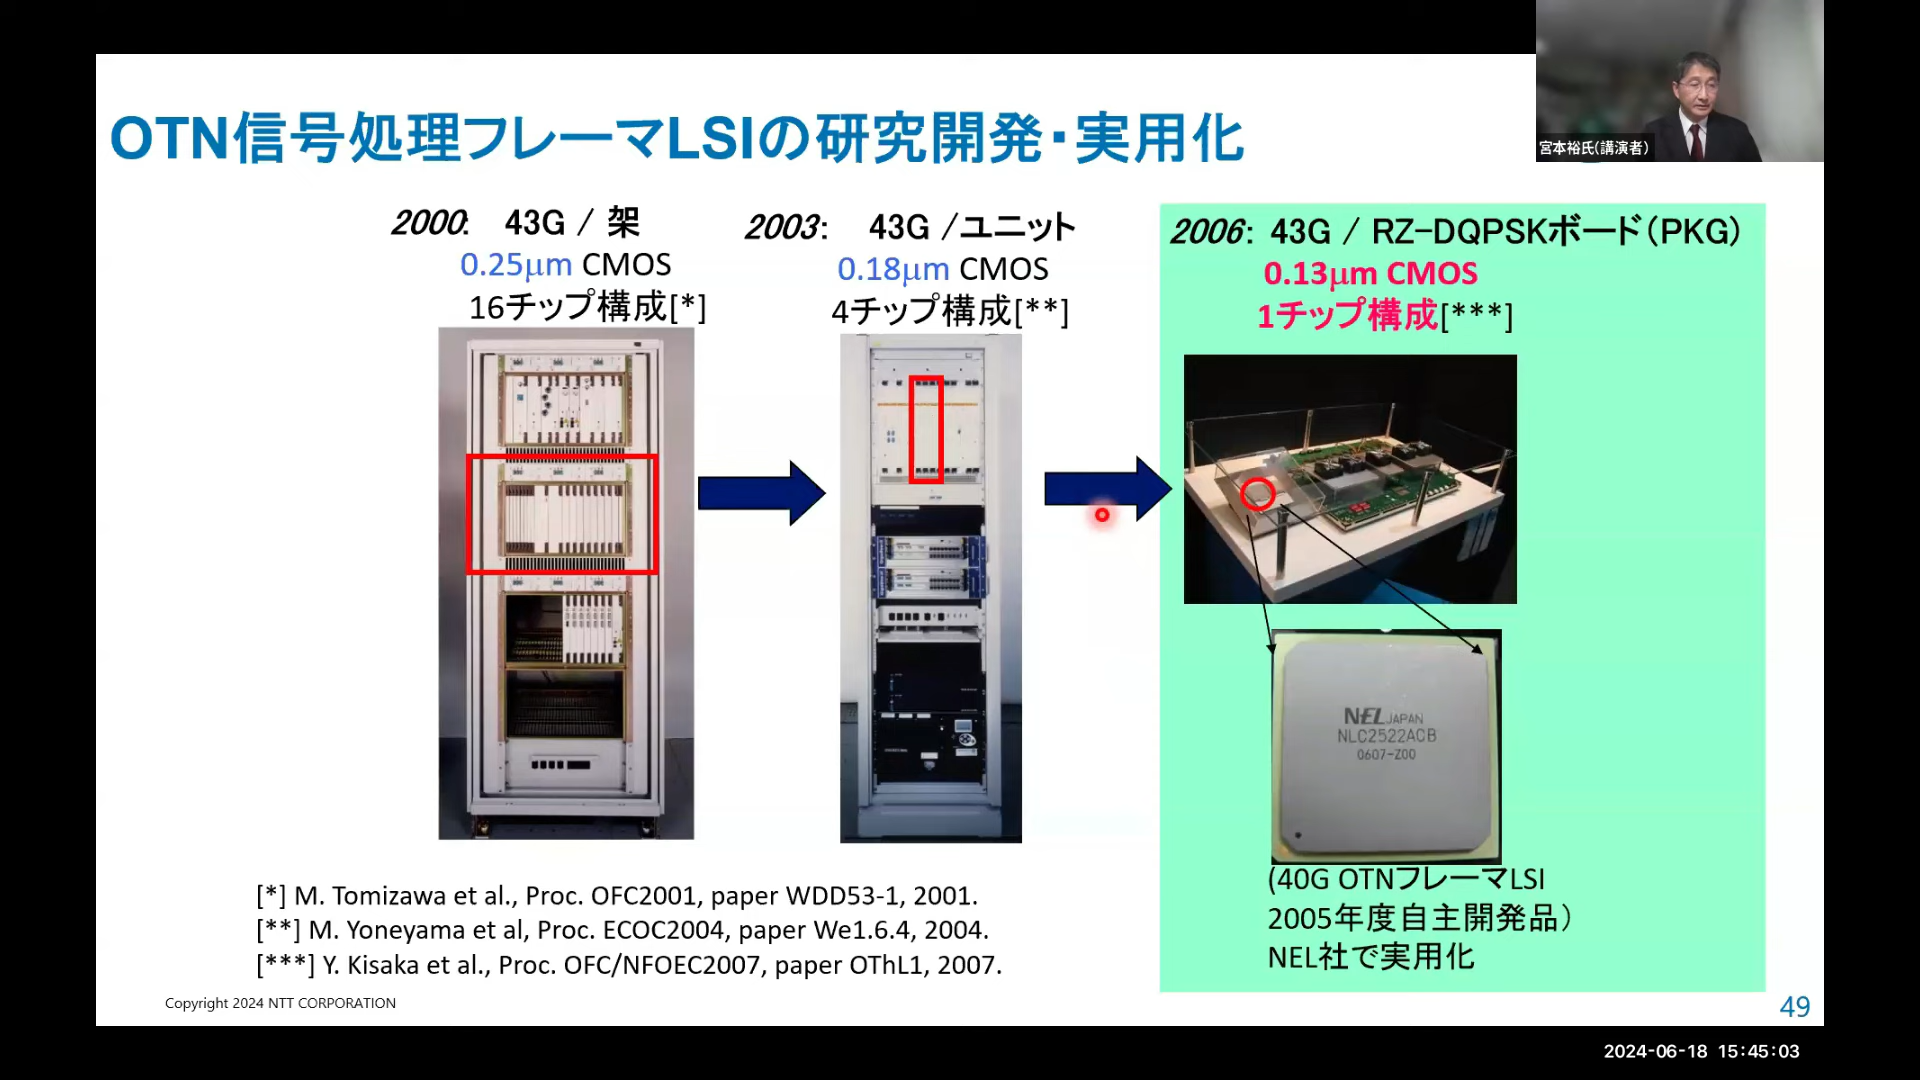 OTN信号処理フレーマLSIの研究開発・実用化
宮本裕氏(講演者)
2000: 43G / 架
0.25μm CMOS
16チップ構成[*]
2003: 43G /ユニット
0.18μm CMOS
4チップ構成[**]
2006: 43G / RZ-DQPSKボード(PKG)
0.13μm CMOS
1チップ構成[***]
NEL JAPAN
NLC2522ACB
0607-Z00
(40G OTNフレーマLSI
2005年度自主開発品)
NEL社で実用化
[*] M. Tomizawa et al., Proc. OFC2001, paper WDD53-1, 2001.
[**] M. Yoneyama et al, Proc. ECOC2004, paper We1.6.4, 2004.
[***] Y. Kisaka et al., Proc. OFC/NFOEC2007, paper OThL1, 2007.
Copyright 2024 NTT CORPORATION
49
2024-06-18 15:45:03